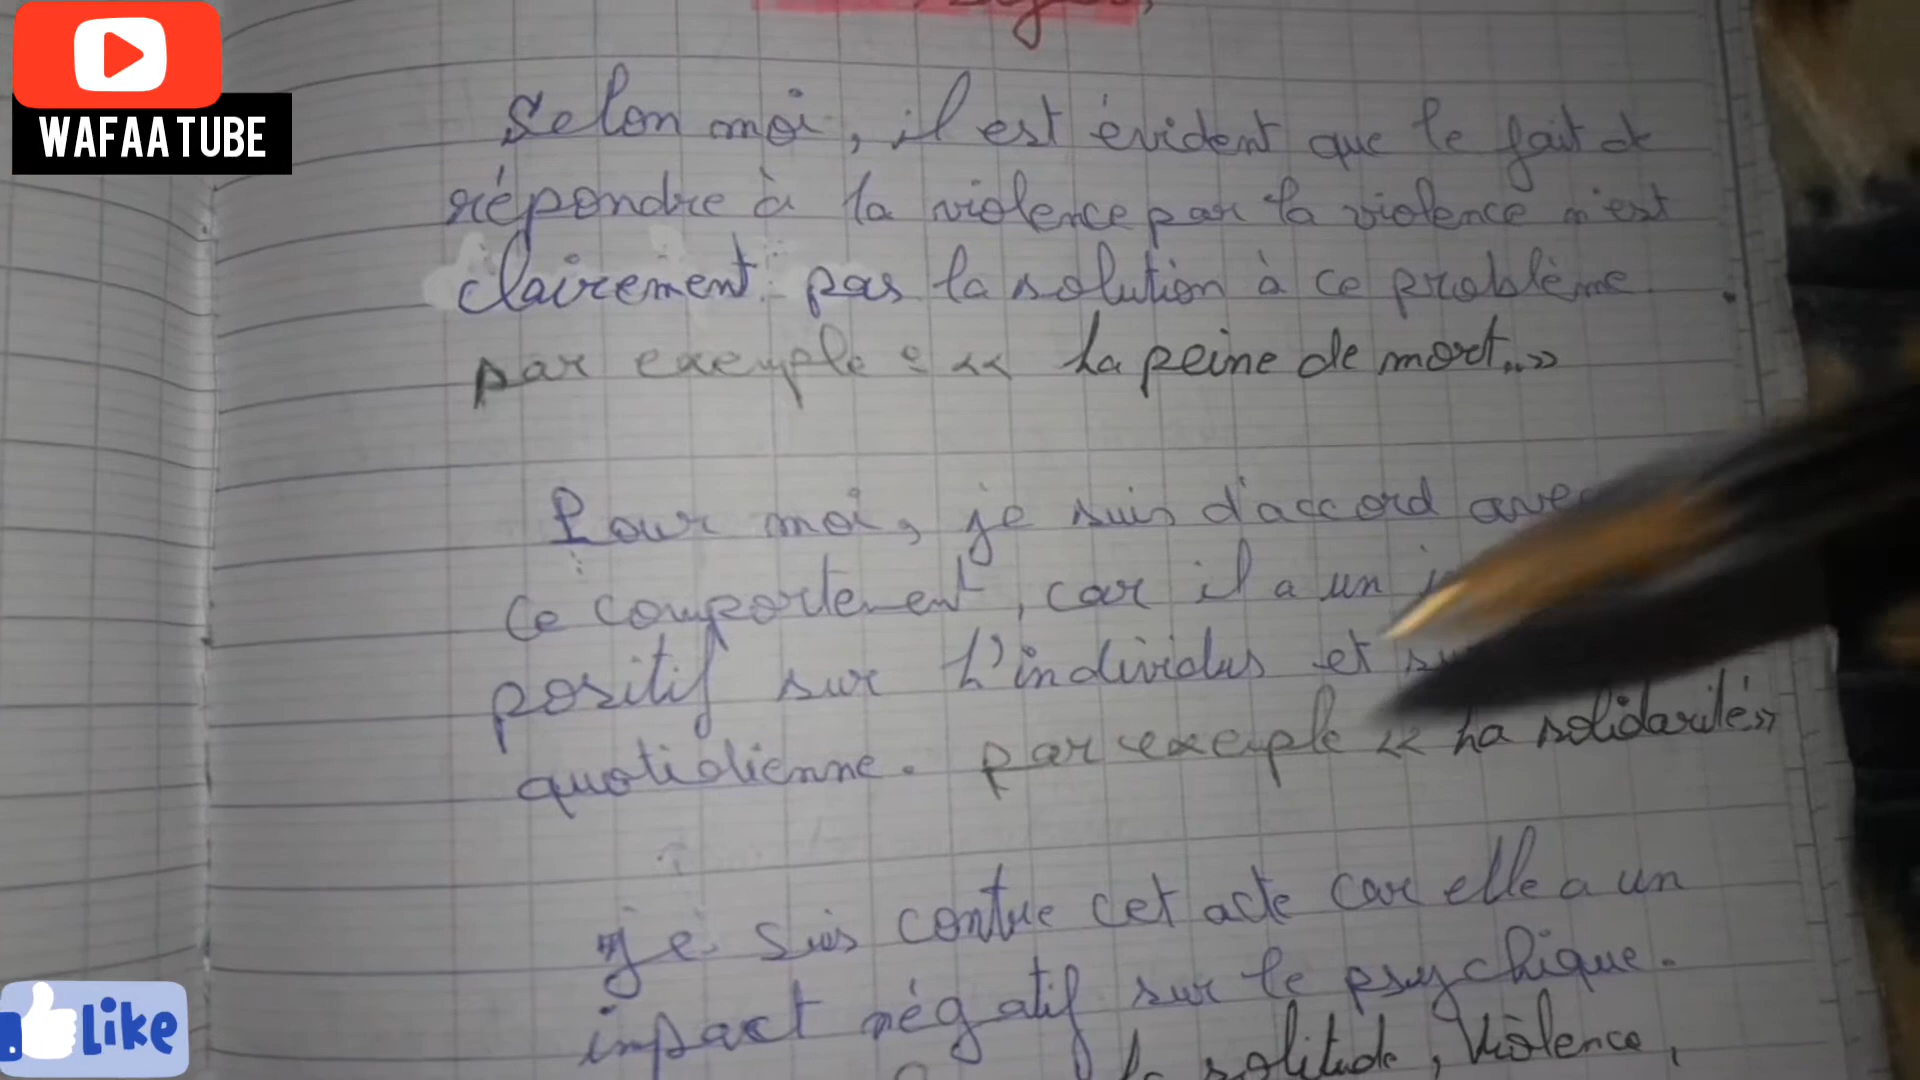 WAFAA TUBE
Selon moi, il est évident que le fait de
répondre à la violence par la violence n'est
clairement pas la solution à ce problème
par exemple : << La peine de mort..>>
Pour moi, je suis d'accord avec
ce comportement, car il a un
positif sur l'individus et sur
quotidienne. par exemple << La solidarité>>
je suis contre cet acte car elle a un
impact négatif sur le psychique.
la solitude, violence,
like